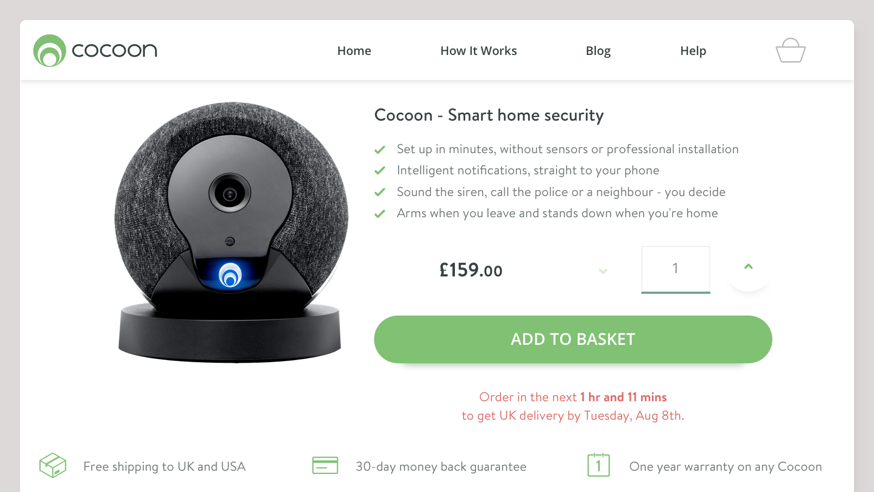 cocoon
Home
How It Works
Blog
Help
Cocoon - Smart home security
Set up in minutes, without sensors or professional installation
Intelligent notifications, straight to your phone
Sound the siren, call the police or a neighbour - you decide
Arms when you leave and stands down when you're home
£159.00
1
ADD TO BASKET
Order in the next 1 hr and 11 mins
to get UK delivery by Tuesday, Aug 8th.
Free shipping to UK and USA
30-day money back guarantee
1
One year warranty on any Cocoon